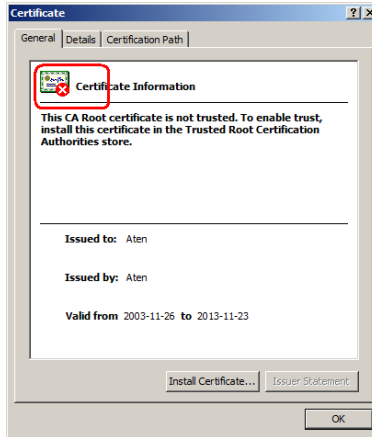 Certificate
General Details Certification Path
Certificate Information
This CA Root certificate is not trusted. To enable trust,
install this certificate in the Trusted Root Certification
Authorities store.
Issued to: Aten
Issued by: Aten
Valid from 2003-11-26 to 2013-11-23
Install Certificate... Issuer Statement
OK